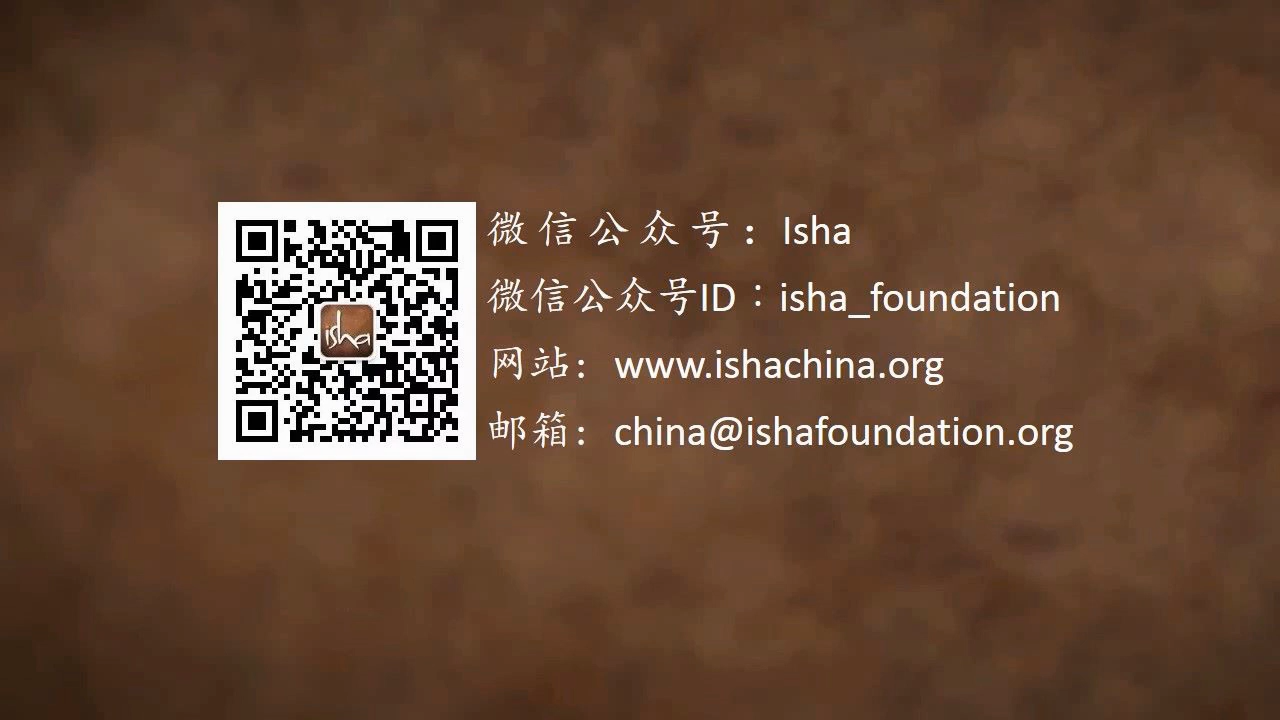 微信公众号：Isha
微信公众号ID：isha_foundation
网站：www.ishachina.org
邮箱：china@ishafoundation.org
isha